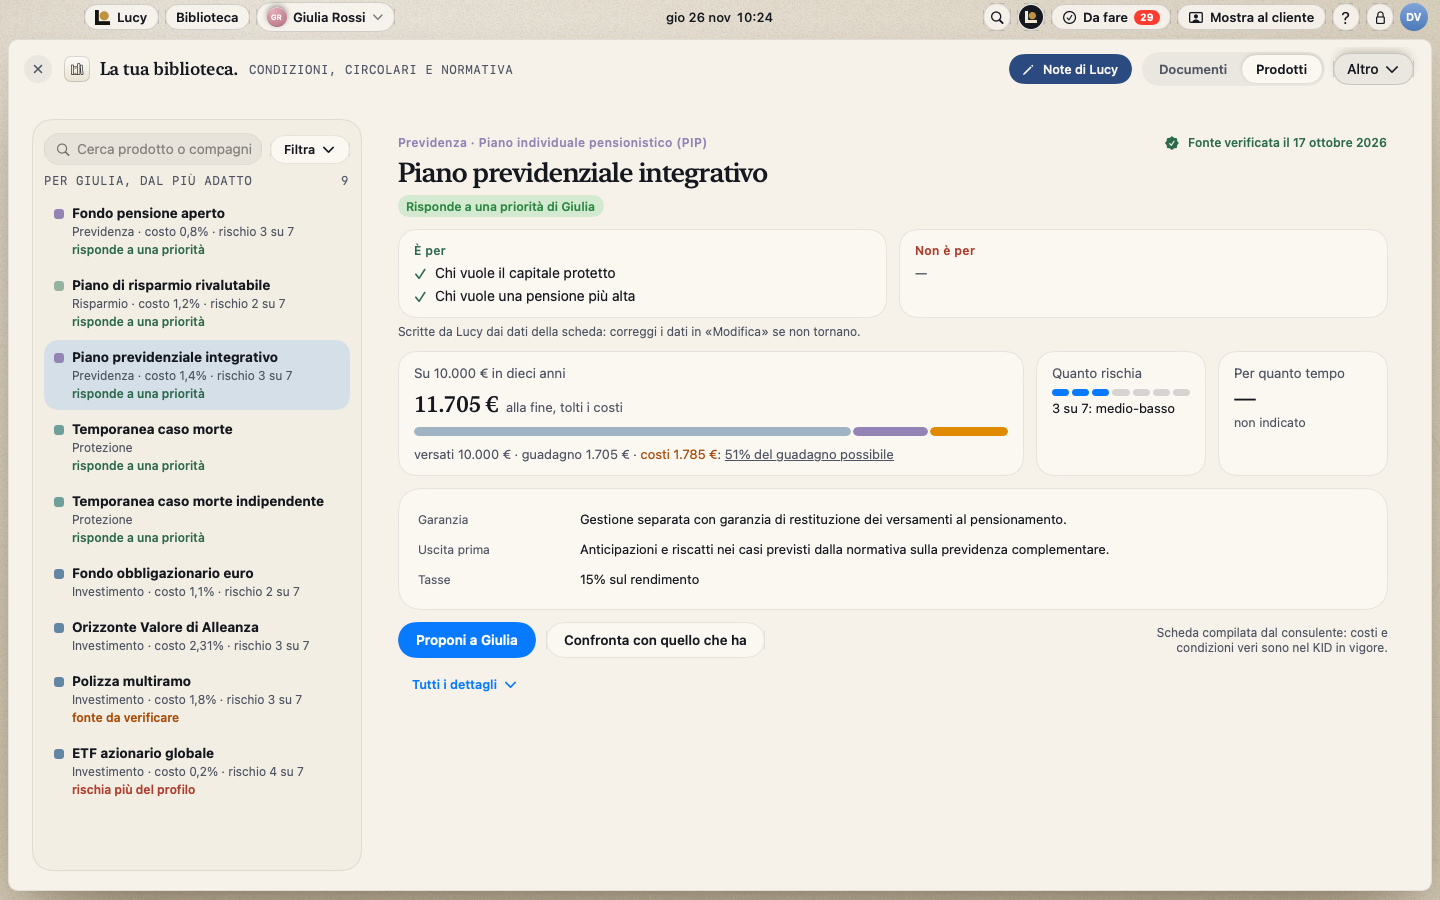 Lucy
Biblioteca
GR Giulia Rossi
gio 26 nov 10:24
Da fare 29
Mostra al cliente
?
DV
La tua biblioteca. CONDIZIONI, CIRCOLARI E NORMATIVA
Note di Lucy
Documenti
Prodotti
Altro
Cerca prodotto o compagni
Filtra
PER GIULIA, DAL PIÙ ADATTO 9
Fondo pensione aperto
Previdenza · costo 0,8% · rischio 3 su 7
risponde a una priorità
Piano di risparmio rivalutabile
Risparmio · costo 1,2% · rischio 2 su 7
risponde a una priorità
Piano previdenziale integrativo
Previdenza · costo 1,4% · rischio 3 su 7
risponde a una priorità
Temporanea caso morte
Protezione
risponde a una priorità
Temporanea caso morte indipendente
Protezione
risponde a una priorità
Fondo obbligazionario euro
Investimento · costo 1,1% · rischio 2 su 7
Orizzonte Valore di Alleanza
Investimento · costo 2,31% · rischio 3 su 7
Polizza multiramo
Investimento · costo 1,8% · rischio 3 su 7
fonte da verificare
ETF azionario globale
Investimento · costo 0,2% · rischio 4 su 7
rischia più del profilo
Previdenza · Piano individuale pensionistico (PIP)
Fonte verificata il 17 ottobre 2026
Piano previdenziale integrativo
Risponde a una priorità di Giulia
È per
Chi vuole il capitale protetto
Chi vuole una pensione più alta
Non è per
—
Scritte da Lucy dai dati della scheda: correggi i dati in «Modifica» se non tornano.
Su 10.000 € in dieci anni
11.705 € alla fine, tolti i costi
versati 10.000 € · guadagno 1.705 € · costi 1.785 €: 51% del guadagno possibile
Quanto rischia
3 su 7: medio-basso
Per quanto tempo
—
non indicato
Garanzia Gestione separata con garanzia di restituzione dei versamenti al pensionamento.
Uscita prima Anticipazioni e riscatti nei casi previsti dalla normativa sulla previdenza complementare.
Tasse 15% sul rendimento
Proponi a Giulia
Confronta con quello che ha
Scheda compilata dal consulente: costi e
condizioni veri sono nel KID in vigore.
Tutti i dettagli